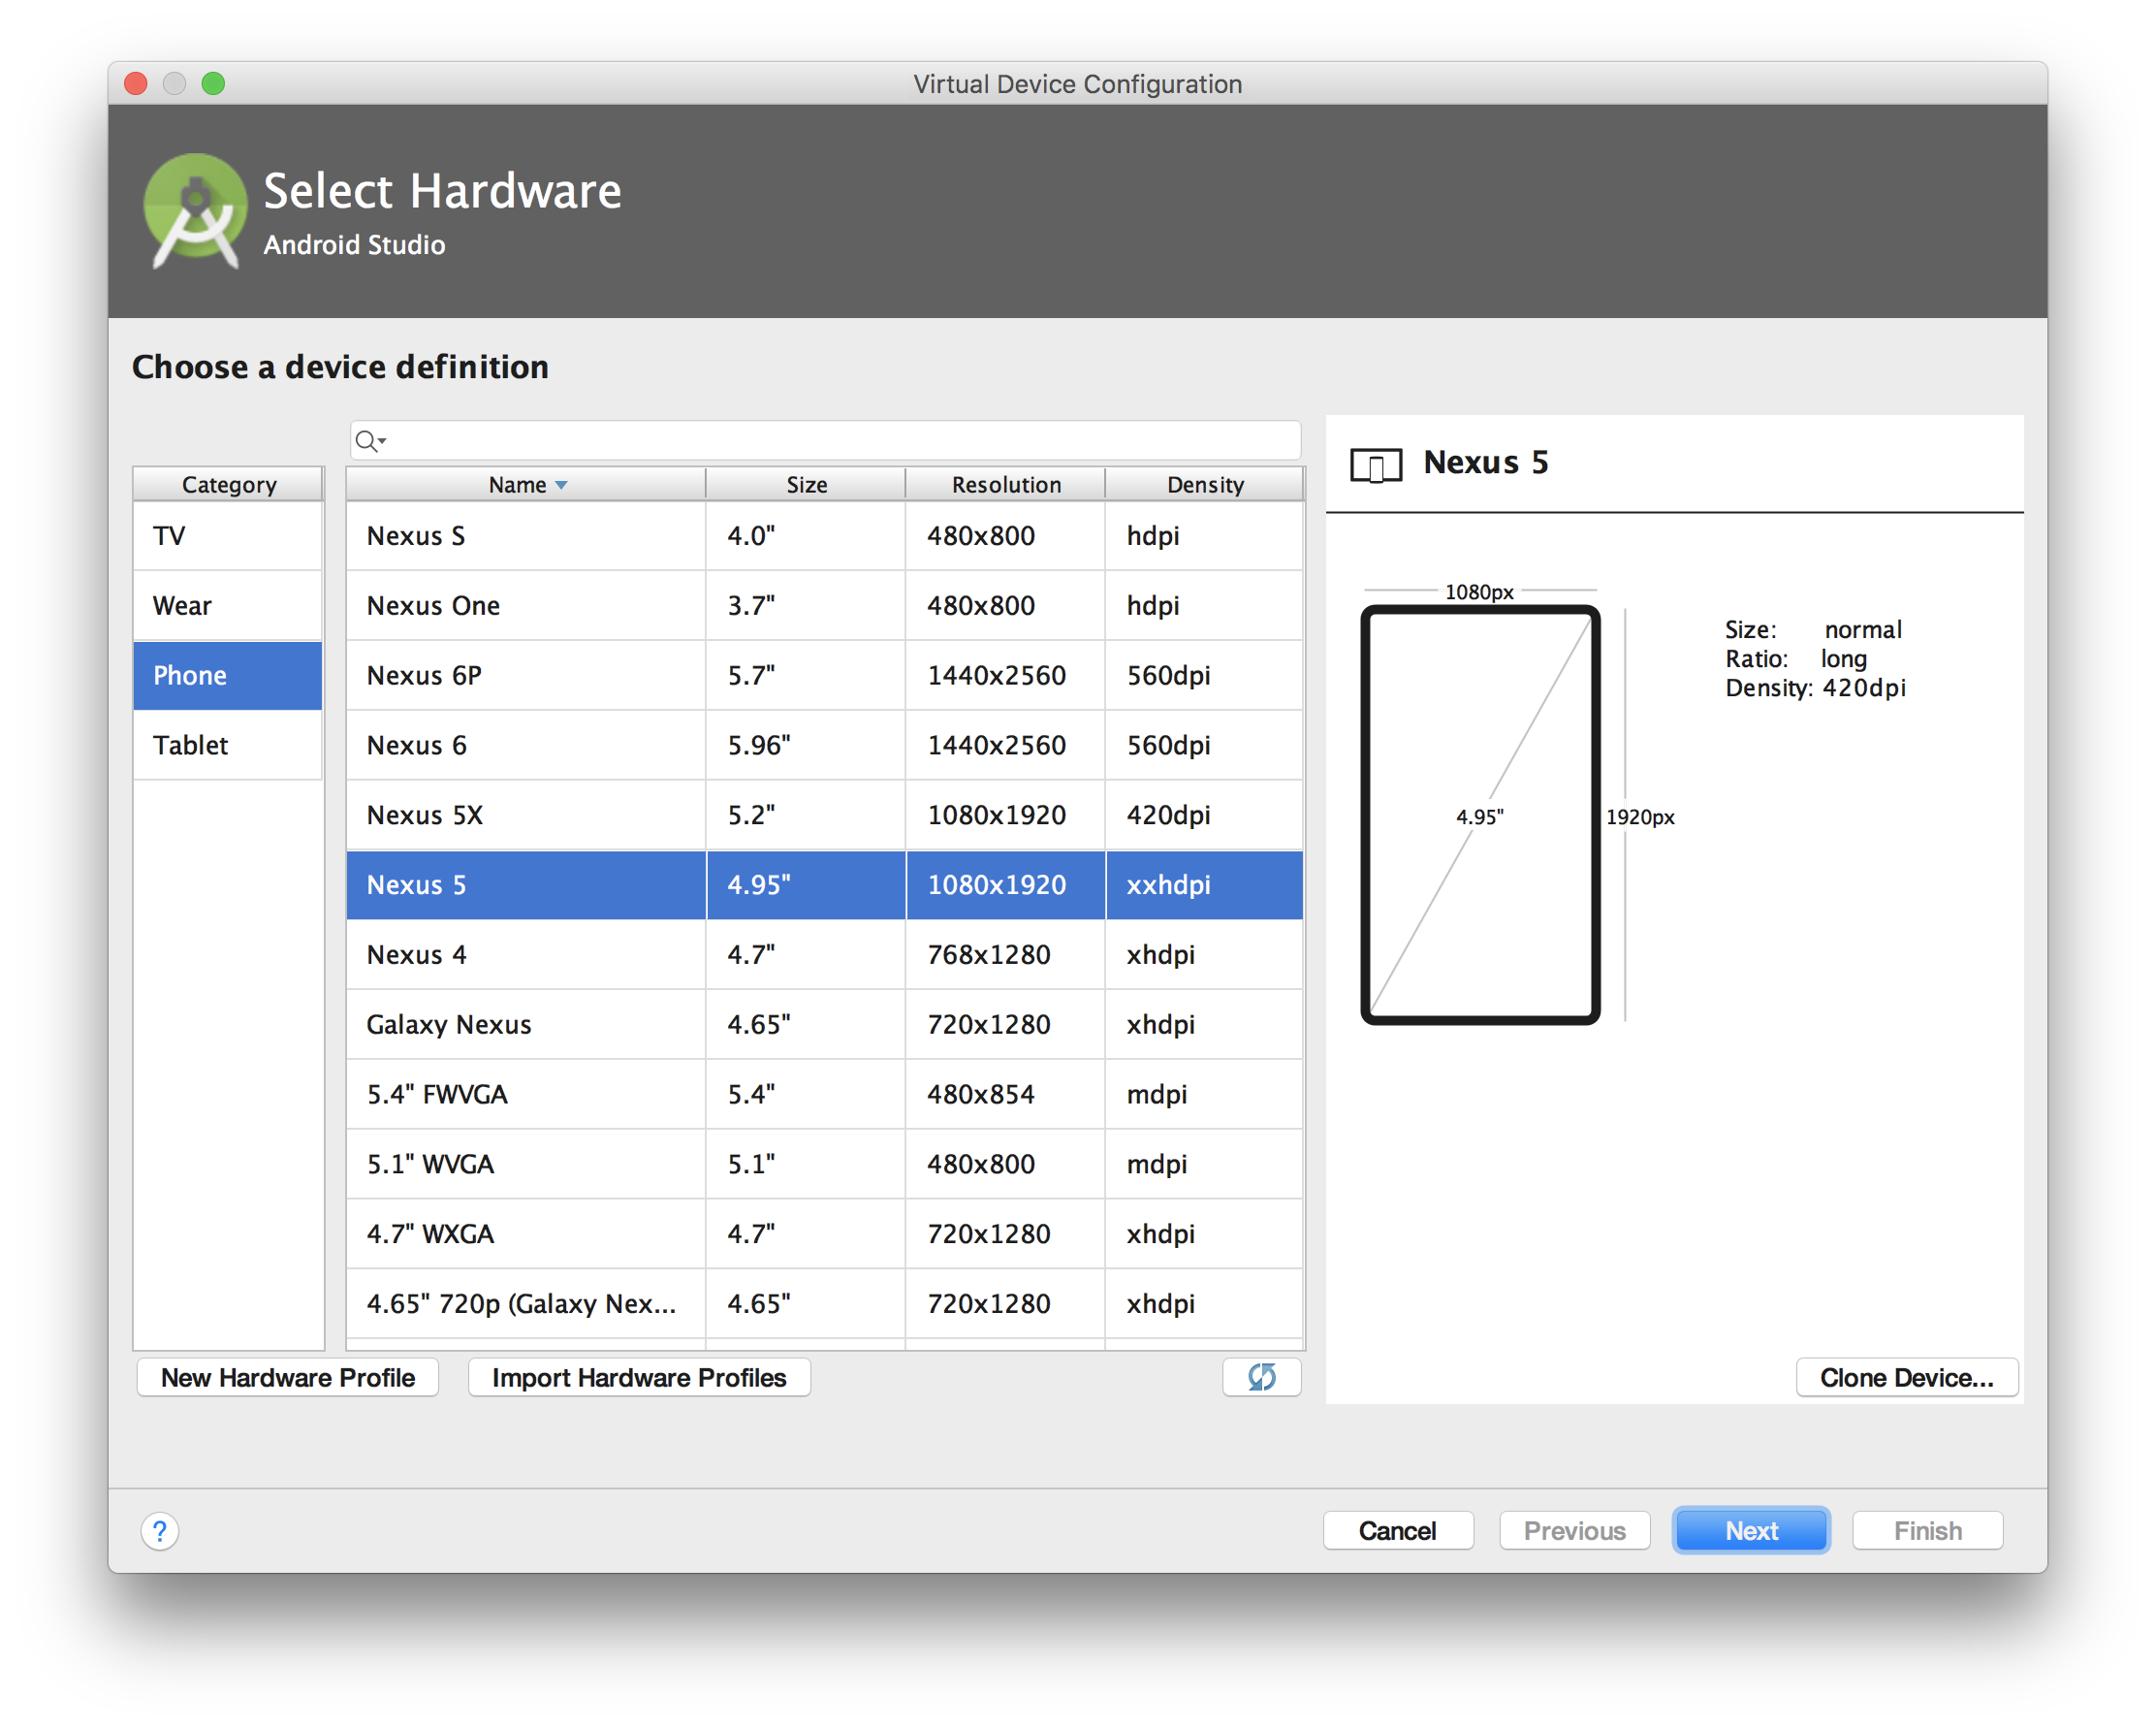 Virtual Device Configuration
Select Hardware
Android Studio
Choose a device definition
Category
TV
Wear
Phone
Tablet
Name Size Resolution Density
Nexus S 4.0" 480x800 hdpi
Nexus One 3.7" 480x800 hdpi
Nexus 6P 5.7" 1440x2560 560dpi
Nexus 6 5.96" 1440x2560 560dpi
Nexus 5X 5.2" 1080x1920 420dpi
Nexus 5 4.95" 1080x1920 xxhdpi
Nexus 4 4.7" 768x1280 xhdpi
Galaxy Nexus 4.65" 720x1280 xhdpi
5.4" FWVGA 5.4" 480x854 mdpi
5.1" WVGA 5.1" 480x800 mdpi
4.7" WXGA 4.7" 720x1280 xhdpi
4.65" 720p (Galaxy Nex... 4.65" 720x1280 xhdpi
New Hardware Profile Import Hardware Profiles
Nexus 5
1080px
4.95"
1920px
Size: normal
Ratio: long
Density: 420dpi
Clone Device...
? Cancel Previous Next Finish